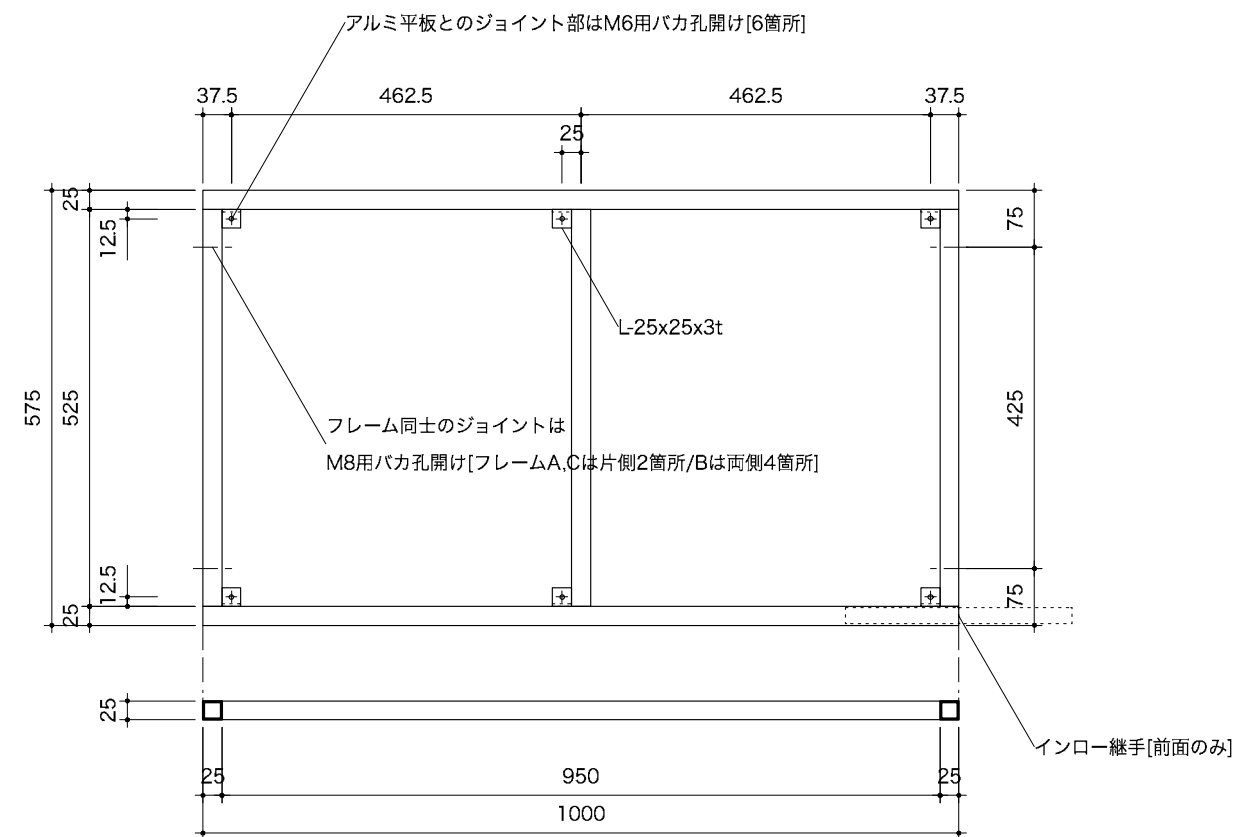 アルミ平板とのジョイント部はM6用バカ孔開け[6箇所]
37.5 462.5 462.5 37.5
25
25
75
12.5
L-25x25x3t
575
525
425
フレーム同士のジョイントは
M8用バカ孔開け[フレームA,Cは片側2箇所/Bは両側4箇所]
12.5
75
25
25
インロー継手[前面のみ]
25 950 25
1000